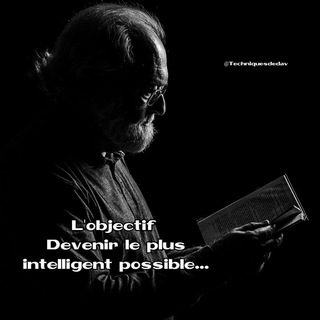 @Techniquesdedav
L'objectif
Devenir le plus
intelligent possible...